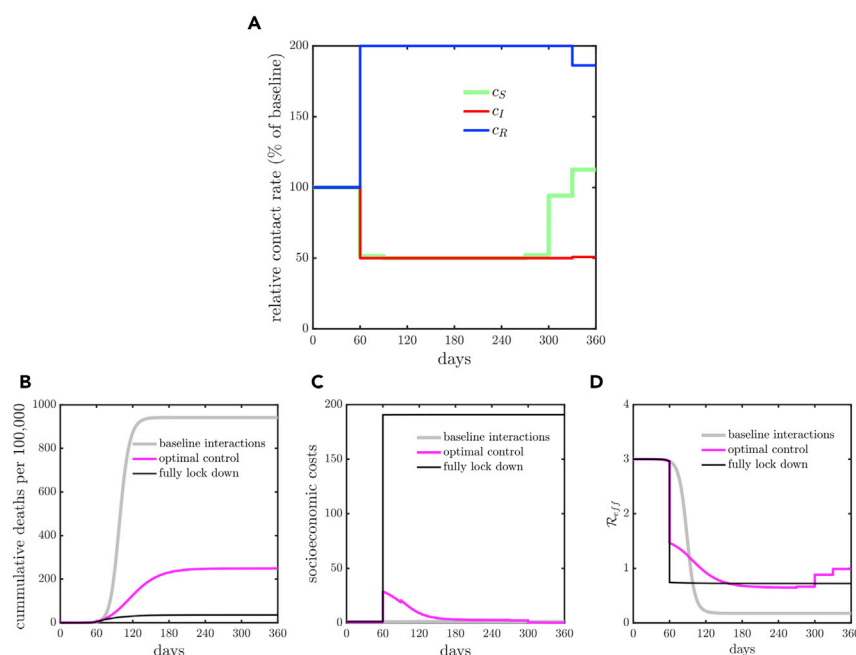 A
relative contact rate (% of baseline)
200
150
100
50
0
c_S
c_I
c_R
0 60 120 180 240 300 360
days
B
cummulative deaths per 100,000
1000
800
600
400
200
0
baseline interactions
optimal control
fully lock down
0 60 120 180 240 300 360
days
C
socioeconomic costs
200
150
100
50
0
baseline interactions
optimal control
fully lock down
0 60 120 180 240 300 360
days
D
R_eff
4
3
2
1
0
baseline interactions
optimal control
fully lock down
0 60 120 180 240 300 360
days